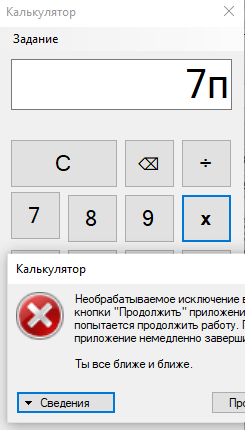 Калькулятор
Задание
7п
C ⌫ ÷
7 8 9 x
Калькулятор
Необрабатываемое исключение в
кнопки "Продолжить" приложени
попытается продолжить работу.
приложение немедленно заверши
Ты все ближе и ближе.
Сведения
Про